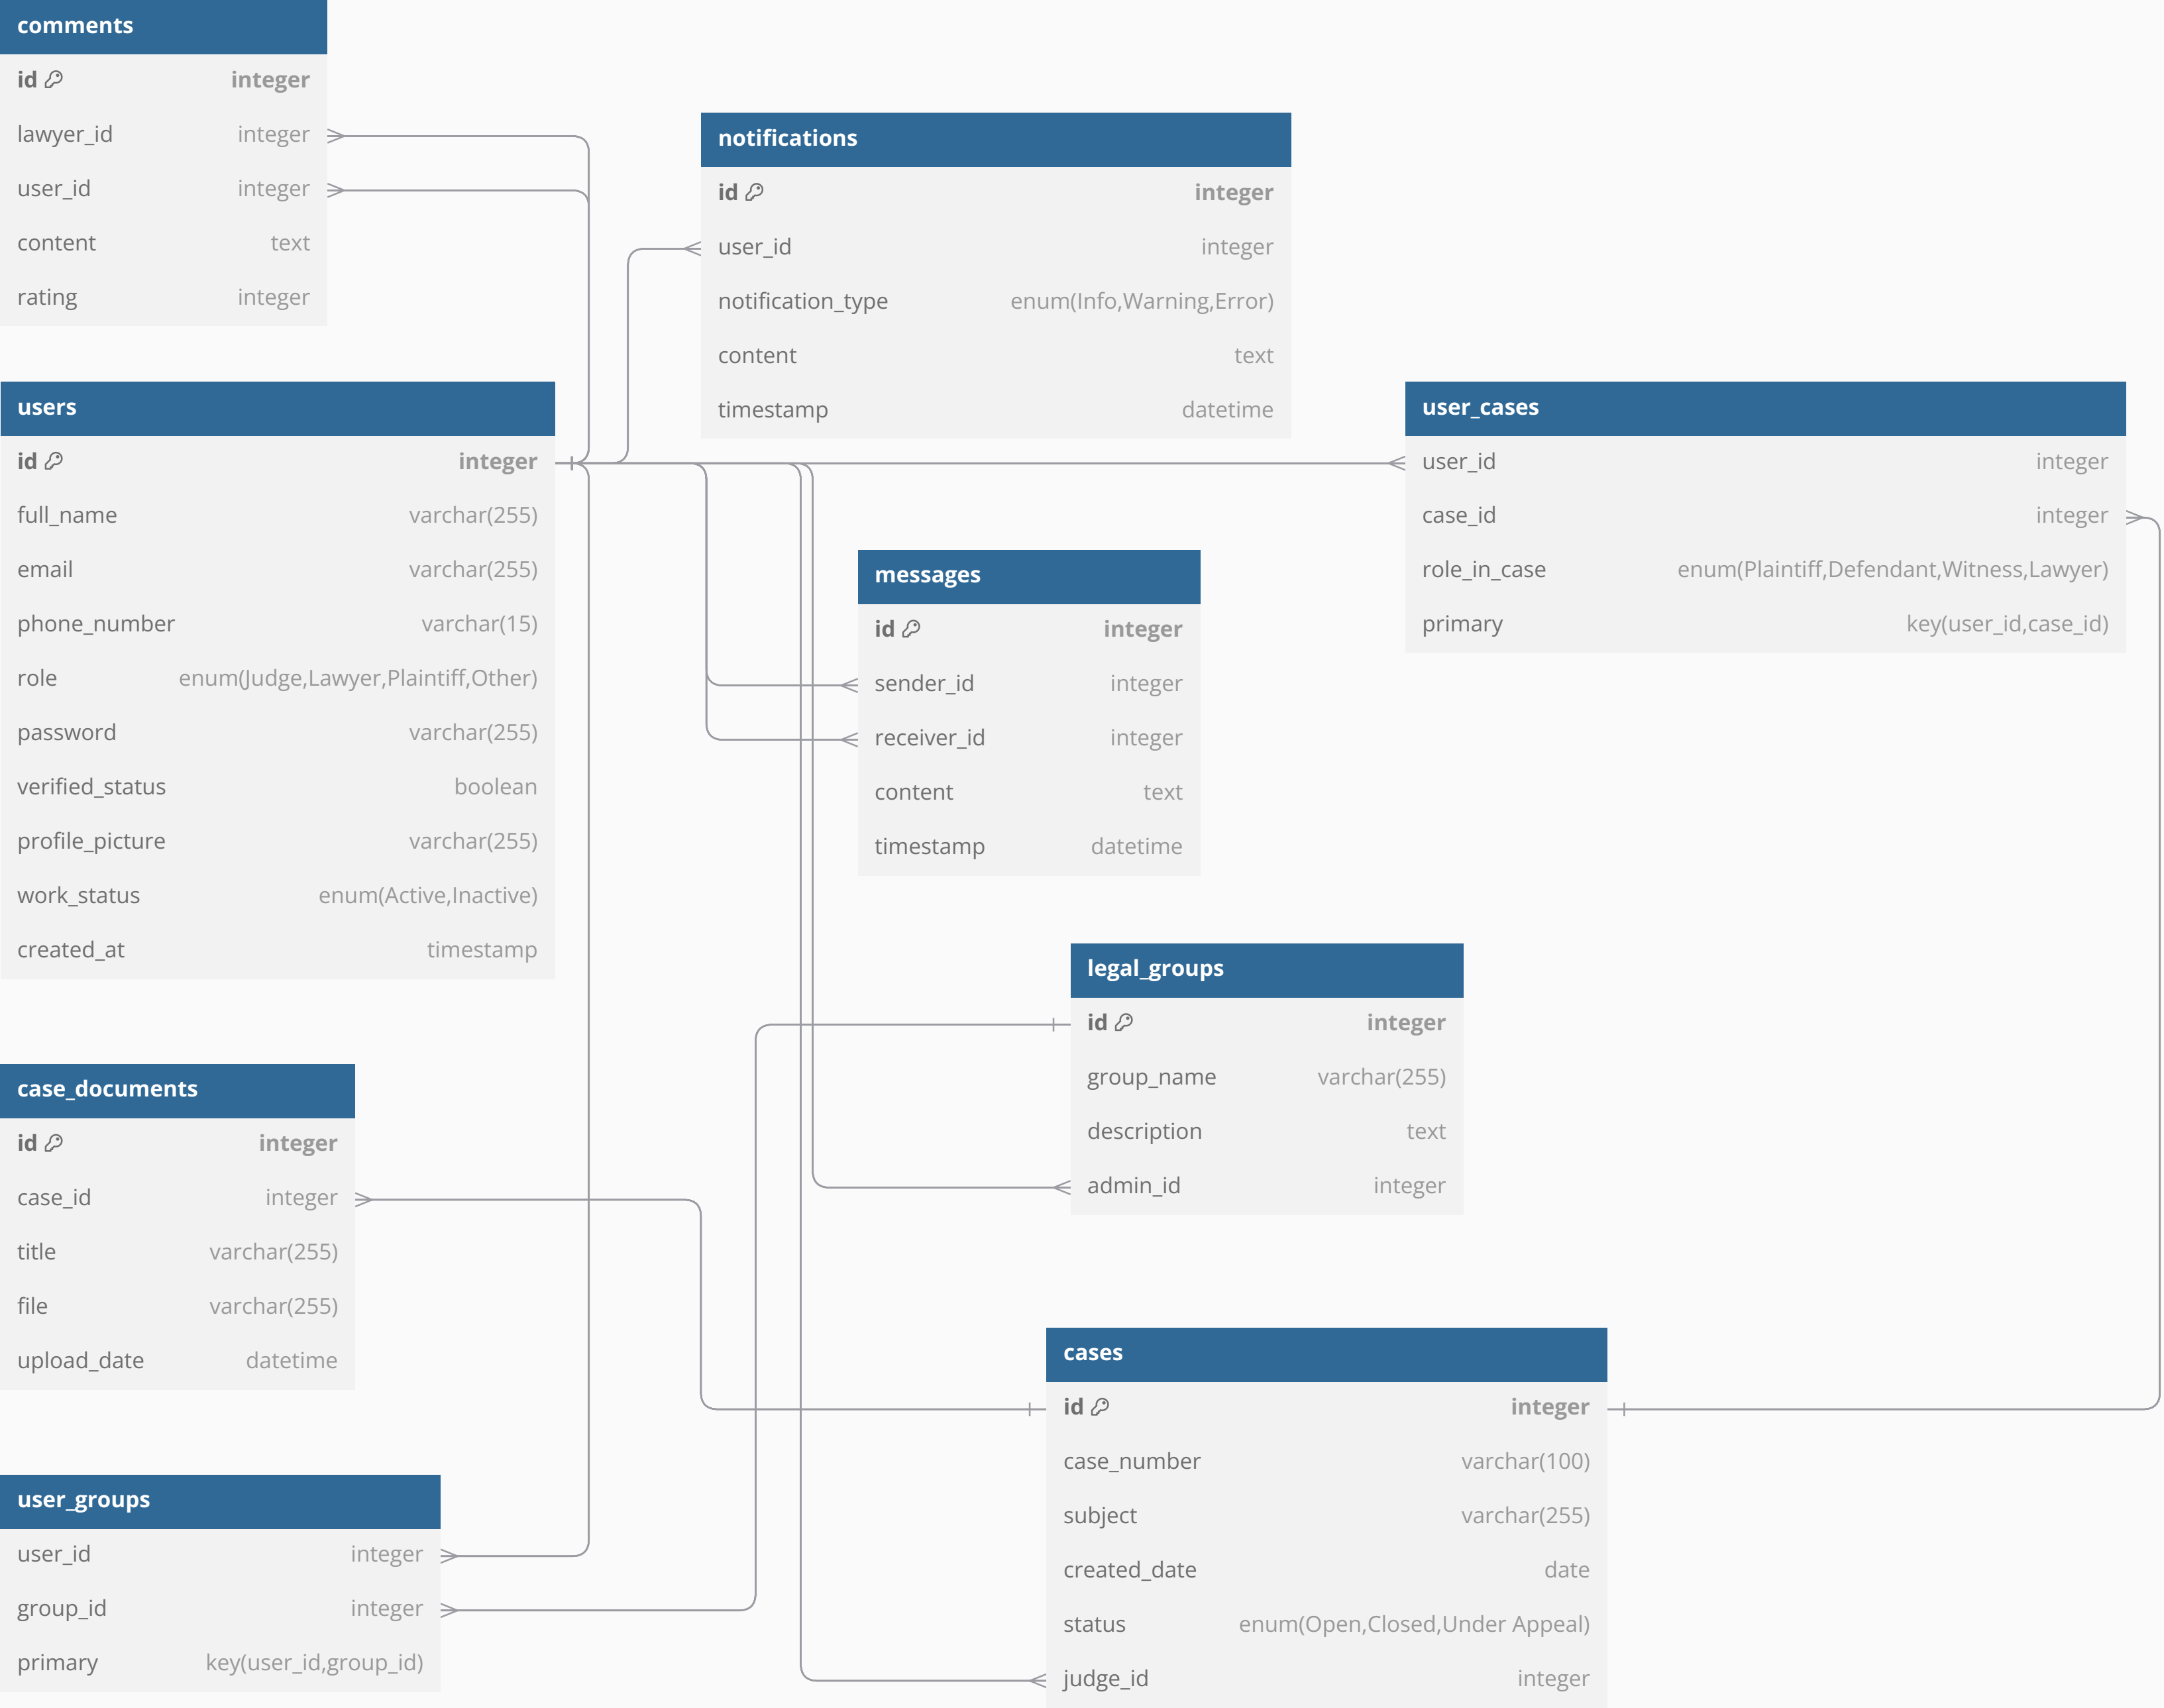 comments
id integer
lawyer_id integer
user_id integer
content text
rating integer
notifications
id integer
user_id integer
notification_type enum(Info,Warning,Error)
content text
timestamp datetime
users
id integer
full_name varchar(255)
email varchar(255)
phone_number varchar(15)
role enum(Judge,Lawyer,Plaintiff,Other)
password varchar(255)
verified_status boolean
profile_picture varchar(255)
work_status enum(Active,Inactive)
created_at timestamp
user_cases
user_id integer
case_id integer
role_in_case enum(Plaintiff,Defendant,Witness,Lawyer)
primary key(user_id,case_id)
messages
id integer
sender_id integer
receiver_id integer
content text
timestamp datetime
legal_groups
id integer
group_name varchar(255)
description text
admin_id integer
case_documents
id integer
case_id integer
title varchar(255)
file varchar(255)
upload_date datetime
cases
id integer
case_number varchar(100)
subject varchar(255)
created_date date
status enum(Open,Closed,Under Appeal)
judge_id integer
user_groups
user_id integer
group_id integer
primary key(user_id,group_id)